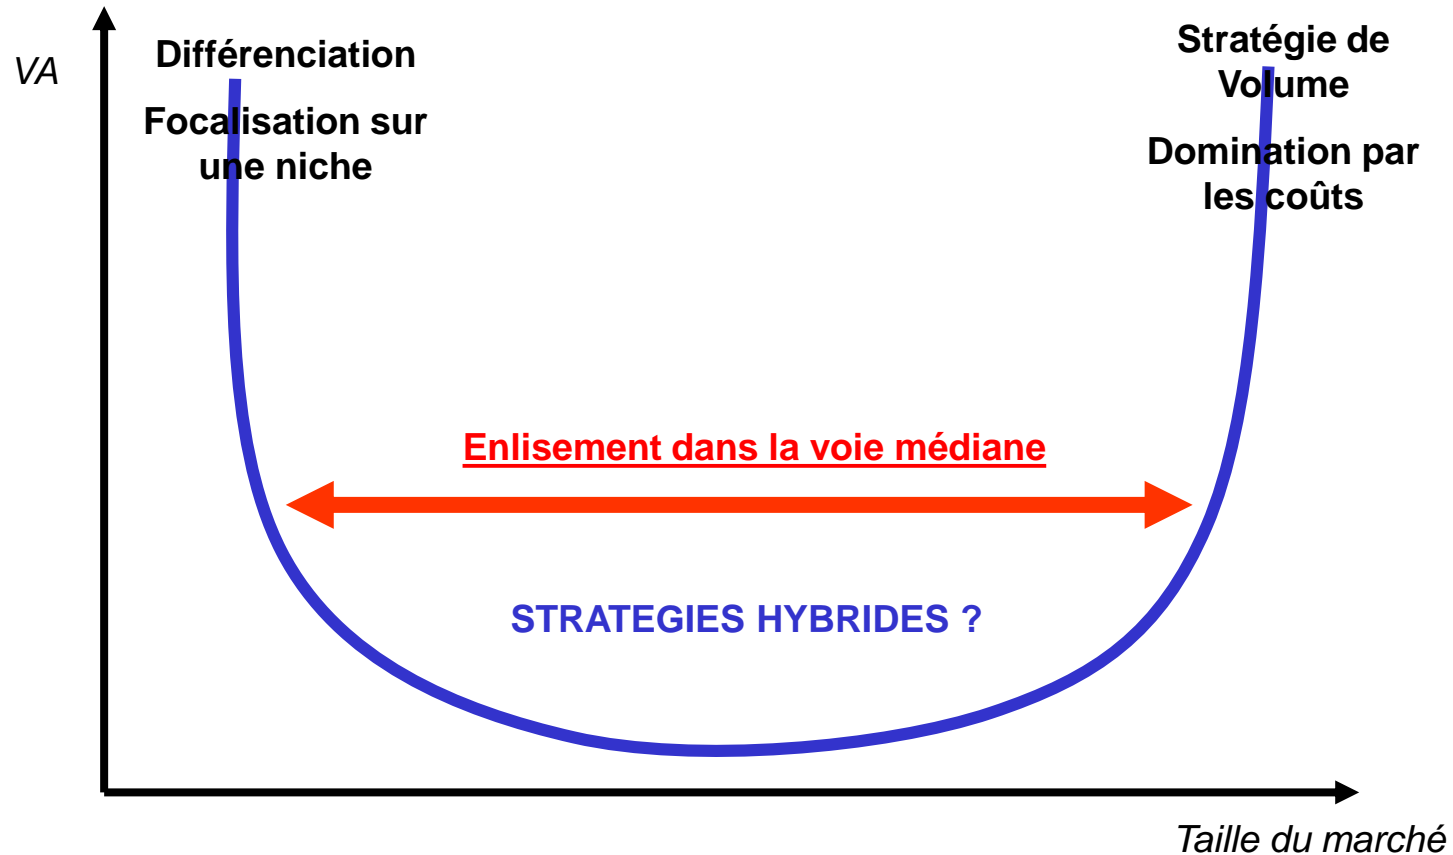 VA
Différenciation
Focalisation sur
une niche
Stratégie de
Volume
Domination par
les coûts
Enlisement dans la voie médiane
STRATEGIES HYBRIDES ?
Taille du marché